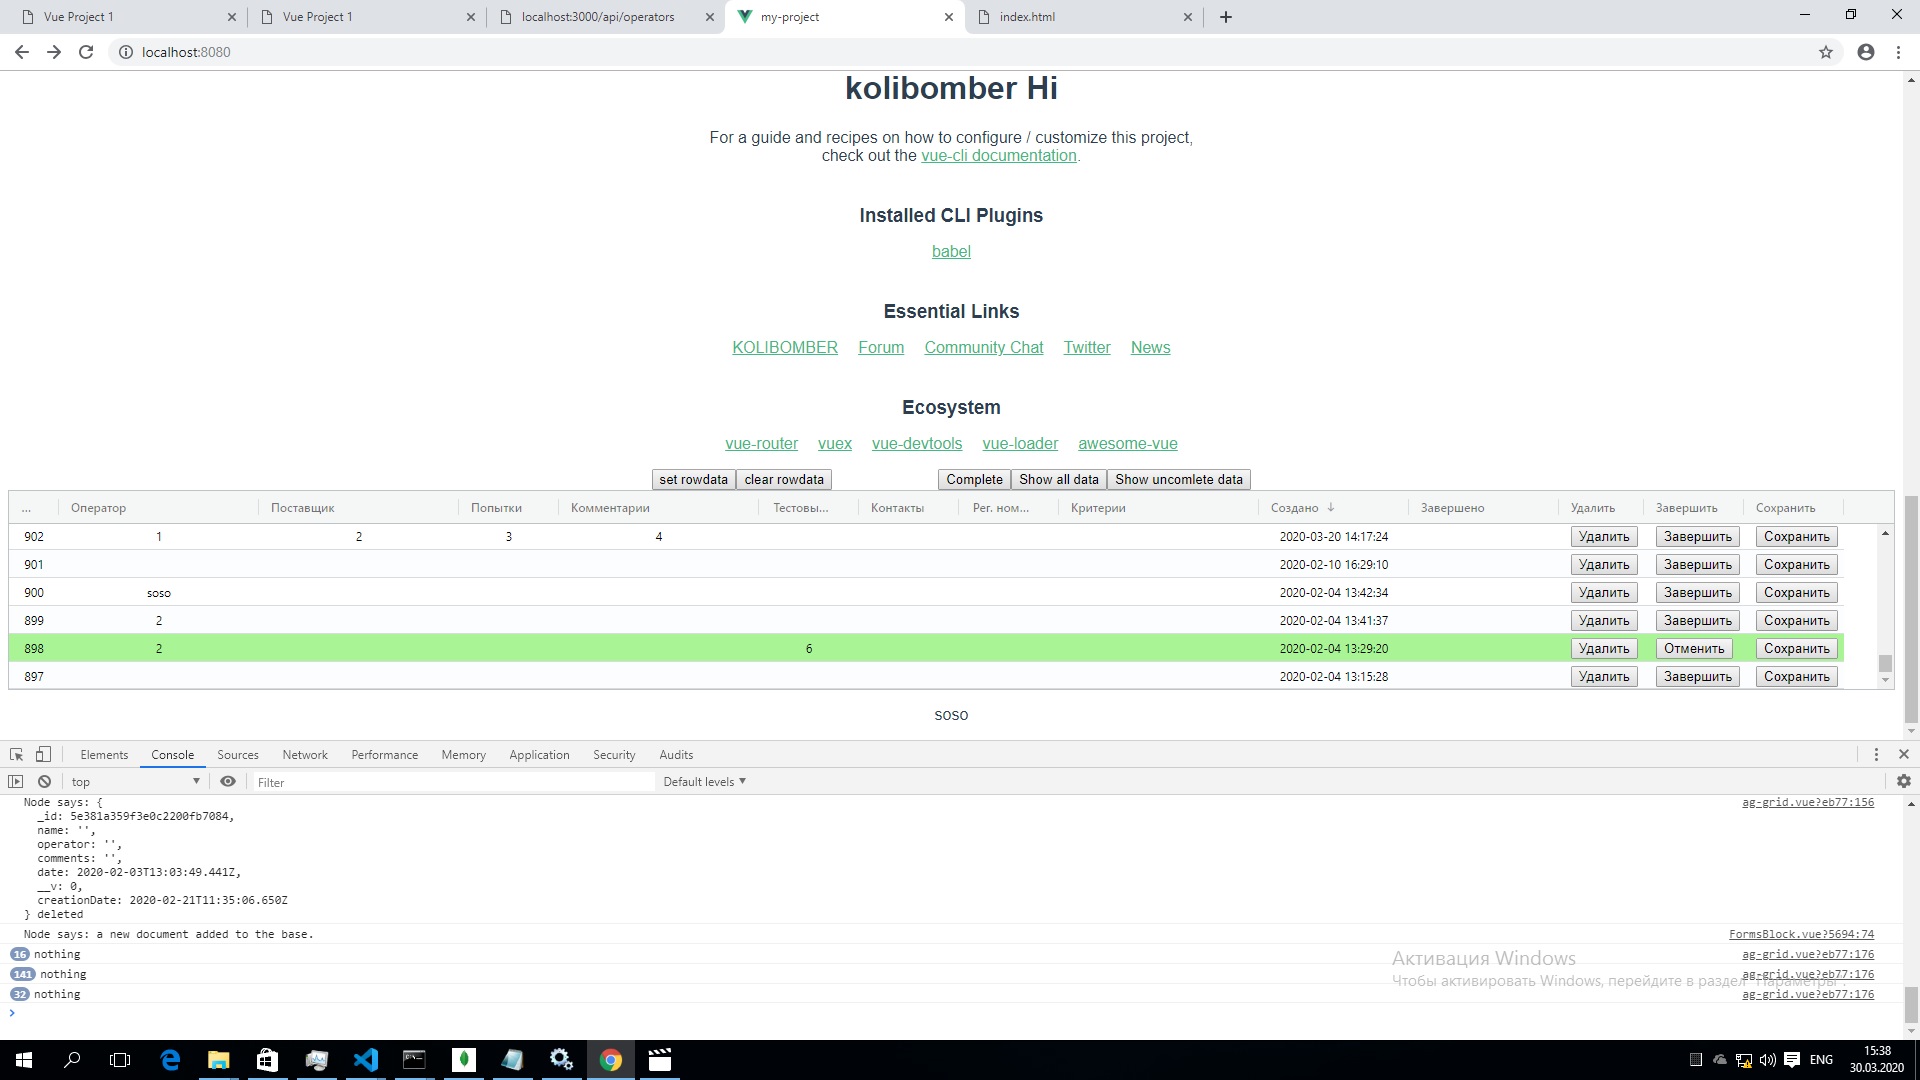 Vue Project 1
Vue Project 1
localhost:3000/api/operators
my-project
index.html
localhost:8080
kolibomber Hi
For a guide and recipes on how to configure / customize this project,
check out the vue-cli documentation.
Installed CLI Plugins
babel
Essential Links
KOLIBOMBER Forum Community Chat Twitter News
Ecosystem
vue-router vuex vue-devtools vue-loader awesome-vue
set rowdata clear rowdata Complete Show all data Show uncomlete data
... Оператор Поставщик Попытки Комментарии Тестовы... Контакты Рег. ном... Критерии Создано Завершено Удалить Завершить Сохранить
902 1 2 3 4 2020-03-20 14:17:24 Удалить Завершить Сохранить
901 2020-02-10 16:29:10 Удалить Завершить Сохранить
900 soso 2020-02-04 13:42:34 Удалить Завершить Сохранить
899 2 2020-02-04 13:41:37 Удалить Завершить Сохранить
898 2 6 2020-02-04 13:29:20 Удалить Отменить Сохранить
897 2020-02-04 13:15:28 Удалить Завершить Сохранить
soso
Elements Console Sources Network Performance Memory Application Security Audits
top Filter Default levels
Node says: { ag-grid.vue?eb77:156
_id: 5e381a359f3e0c2200fb7084,
name: '',
operator: '',
comments: '',
date: 2020-02-03T13:03:49.441Z,
__v: 0,
creationDate: 2020-02-21T11:35:06.650Z
} deleted
Node says: a new document added to the base. FormsBlock.vue?5694:74
16 nothing ag-grid.vue?eb77:176
141 nothing ag-grid.vue?eb77:176
32 nothing ag-grid.vue?eb77:176
Активация Windows
Чтобы активировать Windows, перейдите в раздел "Параметры".
ENG
15:38
30.03.2020